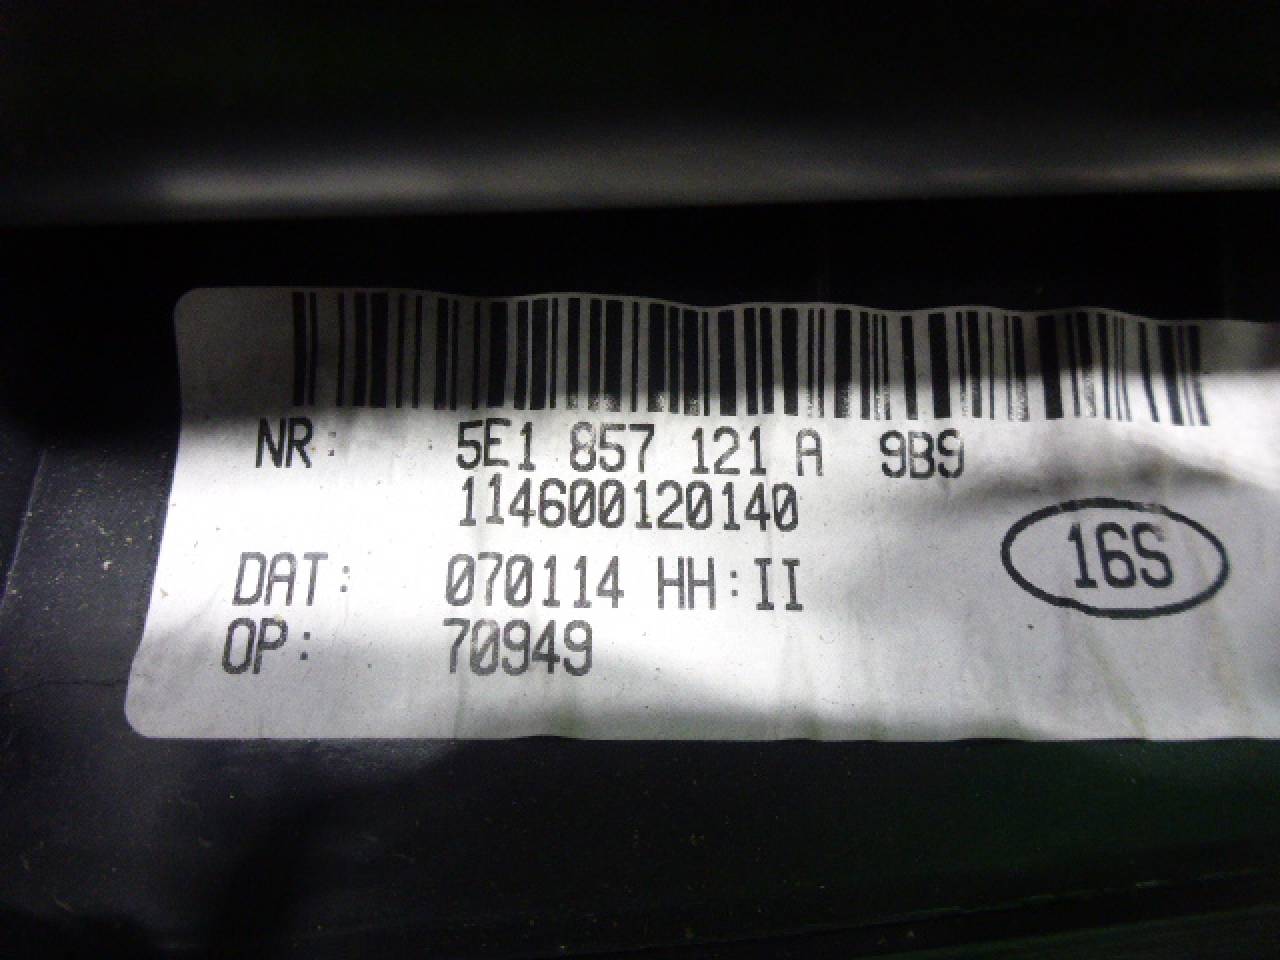 NR: 5E1 857 121 A 9B9
114600120140
16S
DAT: 070114 HH:II
OP: 70949